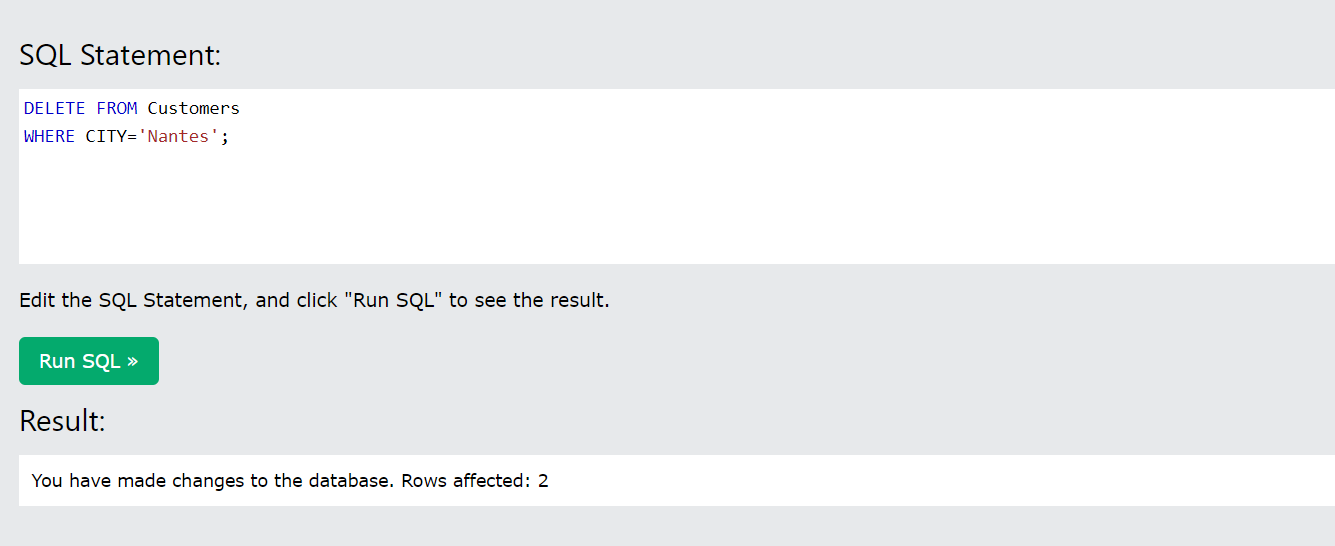 SQL Statement:
DELETE FROM Customers
WHERE CITY='Nantes';
Edit the SQL Statement, and click "Run SQL" to see the result.
Run SQL »
Result:
You have made changes to the database. Rows affected: 2